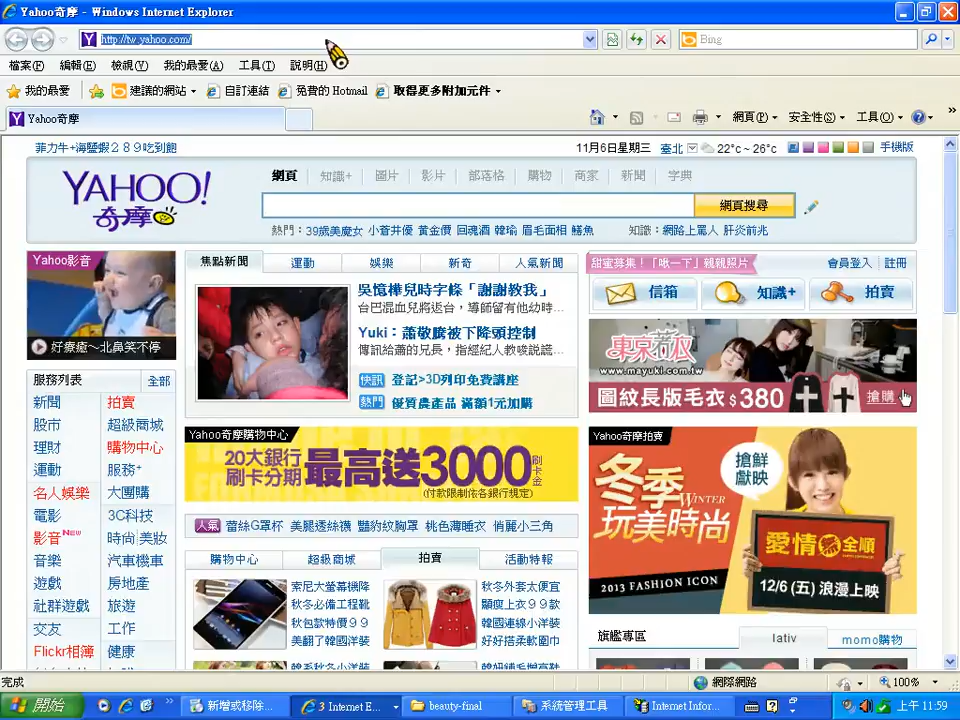 Yahoo奇摩 - Windows Internet Explorer
http://tw.yahoo.com/
Bing
檔案(F) 編輯(E) 檢視(V) 我的最愛(A) 工具(T) 說明(H)
我的最愛 建議的網站 自訂連結 免費的 Hotmail 取得更多附加元件
Yahoo奇摩
網頁(P) 安全性(S) 工具(O)
菲力牛+海鹽蝦２８９吃到飽
11月6日星期三 臺北 22°c ~ 26°c 手機版
YAHOO!
奇摩
網頁 知識+ 圖片 影片 部落格 購物 商家 新聞 字典
網頁搜尋
熱門： 39歲美魔女 小蒼井優 黃金價 回魂酒 韓瑜 眉毛面相 鱔魚
知識： 網路上罵人 肝炎前兆
Yahoo影音
好療癒～北鼻笑不停
焦點新聞 運動 娛樂 新奇 人氣新聞
吳憶樺兒時字條「謝謝教我」
台巴混血兒將返台，導師留有他幼時...
Yuki：蕭敬騰被下降頭控制
傳訊給蕭的兄長，指經紀人教唆說謊...
快訊 登記>3D列印免費講座
熱門 優質農產品 滿額1元加購
甜蜜募集！「啾一下」親親照片
會員登入 註冊
信箱 知識+ 拍賣
東京著衣
www.mayuki.com.tw
圖紋長版毛衣$380
搶購
服務列表 全部
新聞 拍賣
股市 超級商城
理財 購物中心
運動 服務+
名人娛樂 大團購
電影 3C科技
影音New 時尚|美妝
音樂 汽車機車
遊戲 房地產
社群遊戲 旅遊
交友 工作
Flickr相簿 健康
Yahoo奇摩購物中心
20大銀行
刷卡分期
最高送3000
刷卡金
(付款限制依各銀行規定)
人氣 蕾絲G罩杯 美腿透絲襪 豔豹紋胸罩 桃色薄睡衣 俏麗小三角
購物中心 超級商城 拍賣 活動特報
索尼大螢幕機降
秋冬必備工程靴
秋包款特價９９
美翻了韓國洋裝
秋冬外套太便宜
顯瘦上衣９９款
韓國連線小洋裝
好好搭柔軟圍巾
Yahoo奇摩拍賣
搶鮮
獻映
冬季
WINTER
玩美時尚
2013 FASHION ICON
愛情 全順
12/6 (五) 浪漫上映
旗艦專區 lativ momo購物
完成
網際網路
100%
開始
新增或移除...
3 Internet E...
beauty-final
系統管理工具
Internet Infor...
上午 11:59